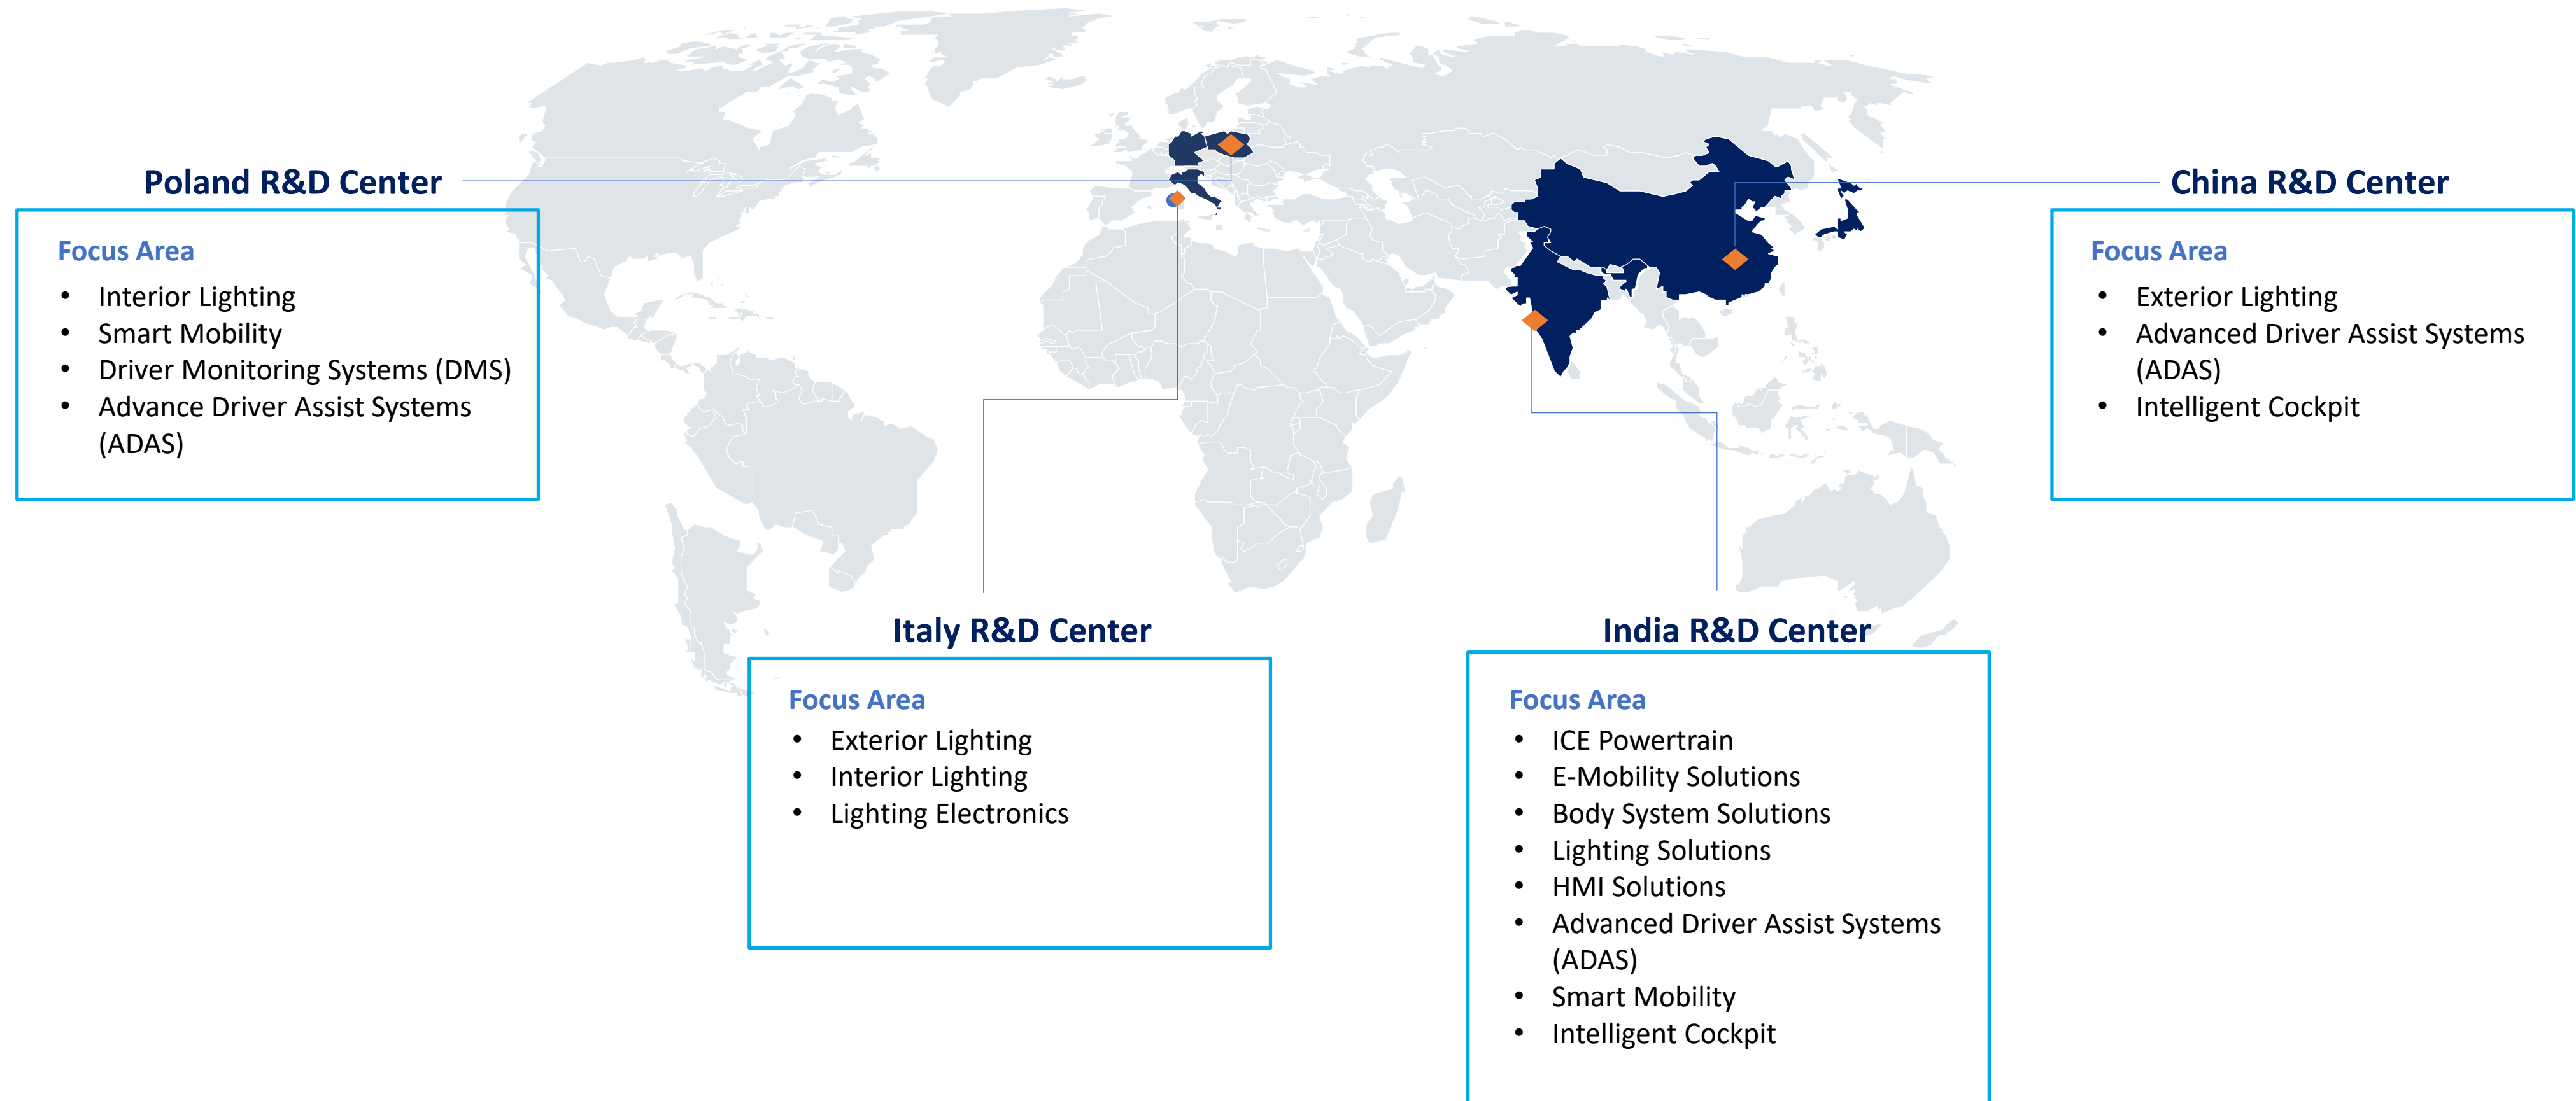 Poland R&D Center
Focus Area
• Interior Lighting
• Smart Mobility
• Driver Monitoring Systems (DMS)
• Advance Driver Assist Systems
(ADAS)
China R&D Center
Focus Area
• Exterior Lighting
• Advanced Driver Assist Systems
(ADAS)
• Intelligent Cockpit
Italy R&D Center
Focus Area
• Exterior Lighting
• Interior Lighting
• Lighting Electronics
India R&D Center
Focus Area
• ICE Powertrain
• E-Mobility Solutions
• Body System Solutions
• Lighting Solutions
• HMI Solutions
• Advanced Driver Assist Systems
(ADAS)
• Smart Mobility
• Intelligent Cockpit